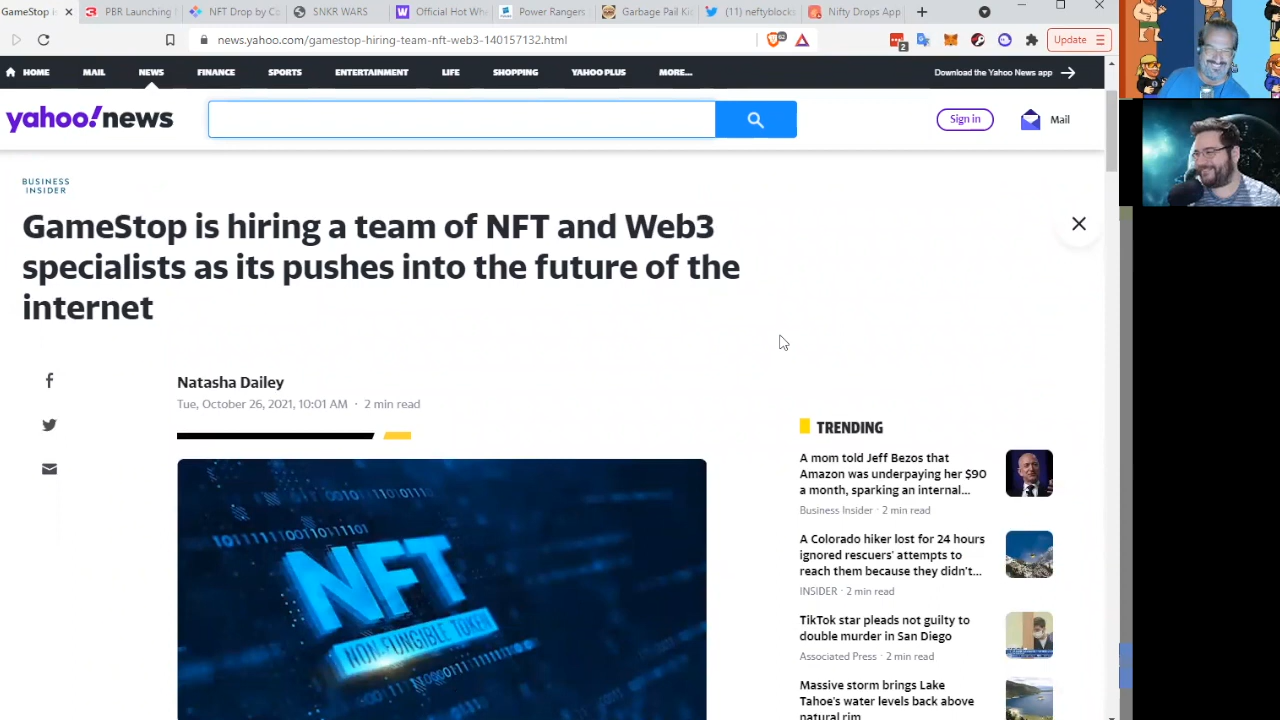 GameStop is
PBR Launching
NFT Drop by Co
SNKR WARS
Official Hot Whe
Power Rangers
Garbage Pail Kid
(11) neftyblocks
Nifty Drops App
news.yahoo.com/gamestop-hiring-team-nft-web3-140157132.html
2
Update
HOME
MAIL
NEWS
FINANCE
SPORTS
ENTERTAINMENT
LIFE
SHOPPING
YAHOO PLUS
MORE...
Download the Yahoo News app
yahoo!news
Sign in
Mail
BUSINESS
INSIDER
GameStop is hiring a team of NFT and Web3
specialists as its pushes into the future of the
internet
Natasha Dailey
Tue, October 26, 2021, 10:01 AM · 2 min read
NFT
NON-FUNGIBLE TOKEN
TRENDING
A mom told Jeff Bezos that
Amazon was underpaying her $90
a month, sparking an internal...
Business Insider · 2 min read
A Colorado hiker lost for 24 hours
ignored rescuers' attempts to
reach them because they didn't...
INSIDER · 2 min read
TikTok star pleads not guilty to
double murder in San Diego
Associated Press · 2 min read
Massive storm brings Lake
Tahoe's water levels back above
natural rim